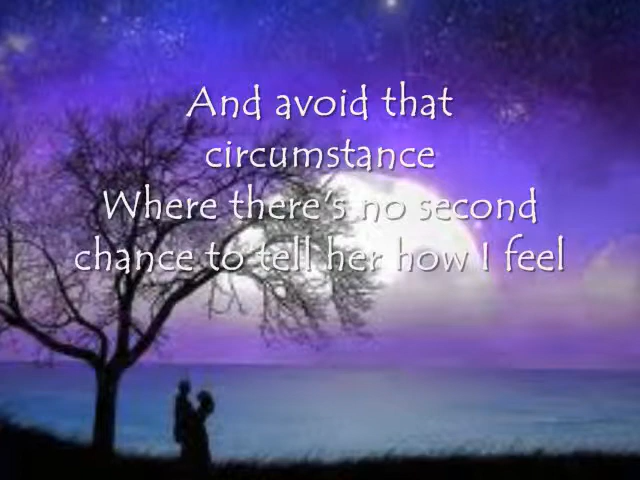 And avoid that
circumstance
Where there's no second
chance to tell her how I feel